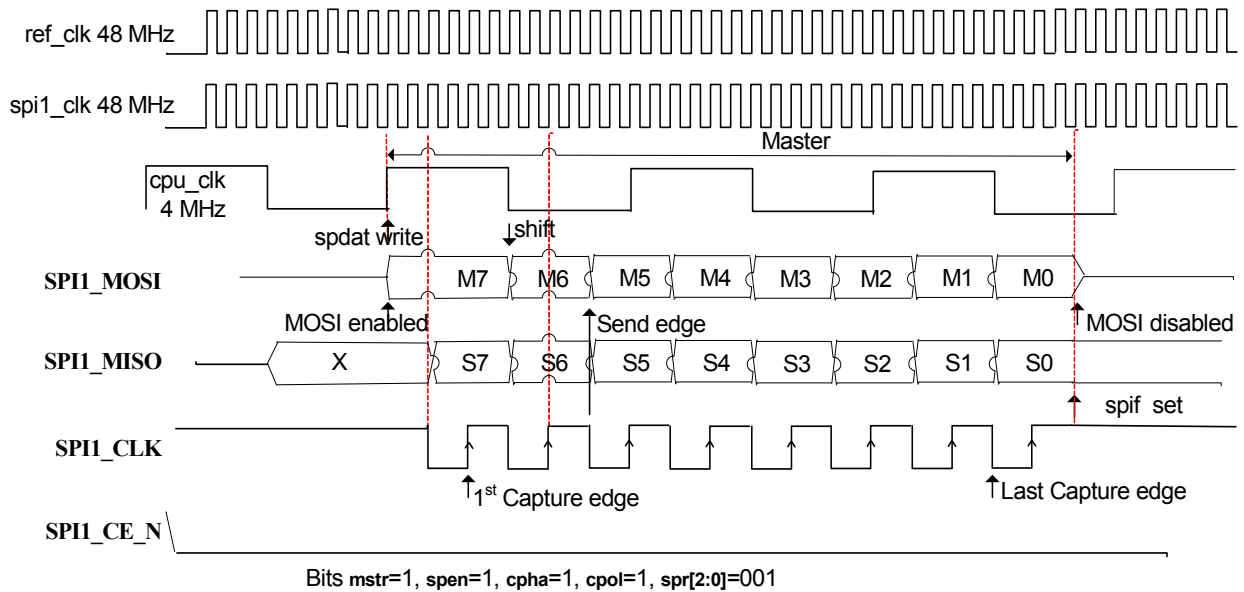 ref_clk 48 MHz
spi1_clk 48 MHz
Master
cpu_clk
4 MHz
spdat write
shift
SPI1_MOSI
M7 M6 M5 M4 M3 M2 M1 M0
MOSI enabled
Send edge
MOSI disabled
SPI1_MISO
X S7 S6 S5 S4 S3 S2 S1 S0
spif set
SPI1_CLK
1st Capture edge
Last Capture edge
SPI1_CE_N
Bits mstr=1, spen=1, cpha=1, cpol=1, spr[2:0]=001